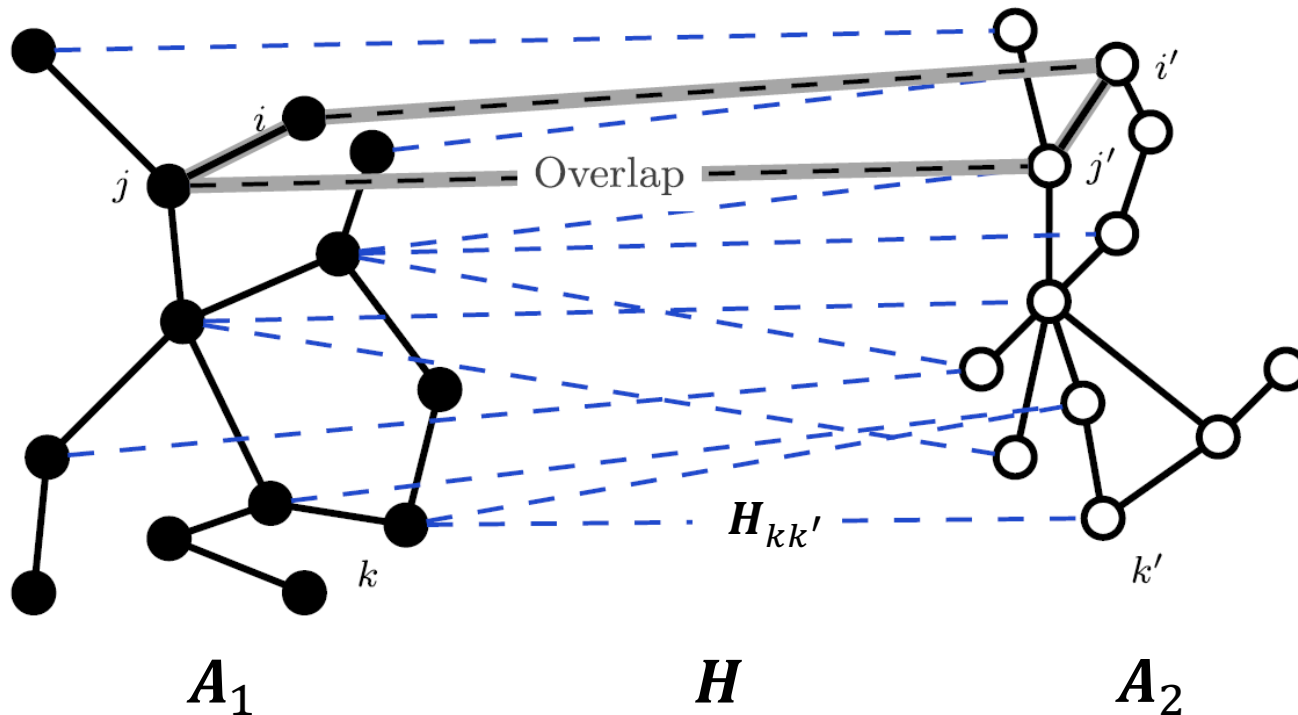 i
i′
j
Overlap
j′
H_{kk′}
k
k′
A_1
H
A_2